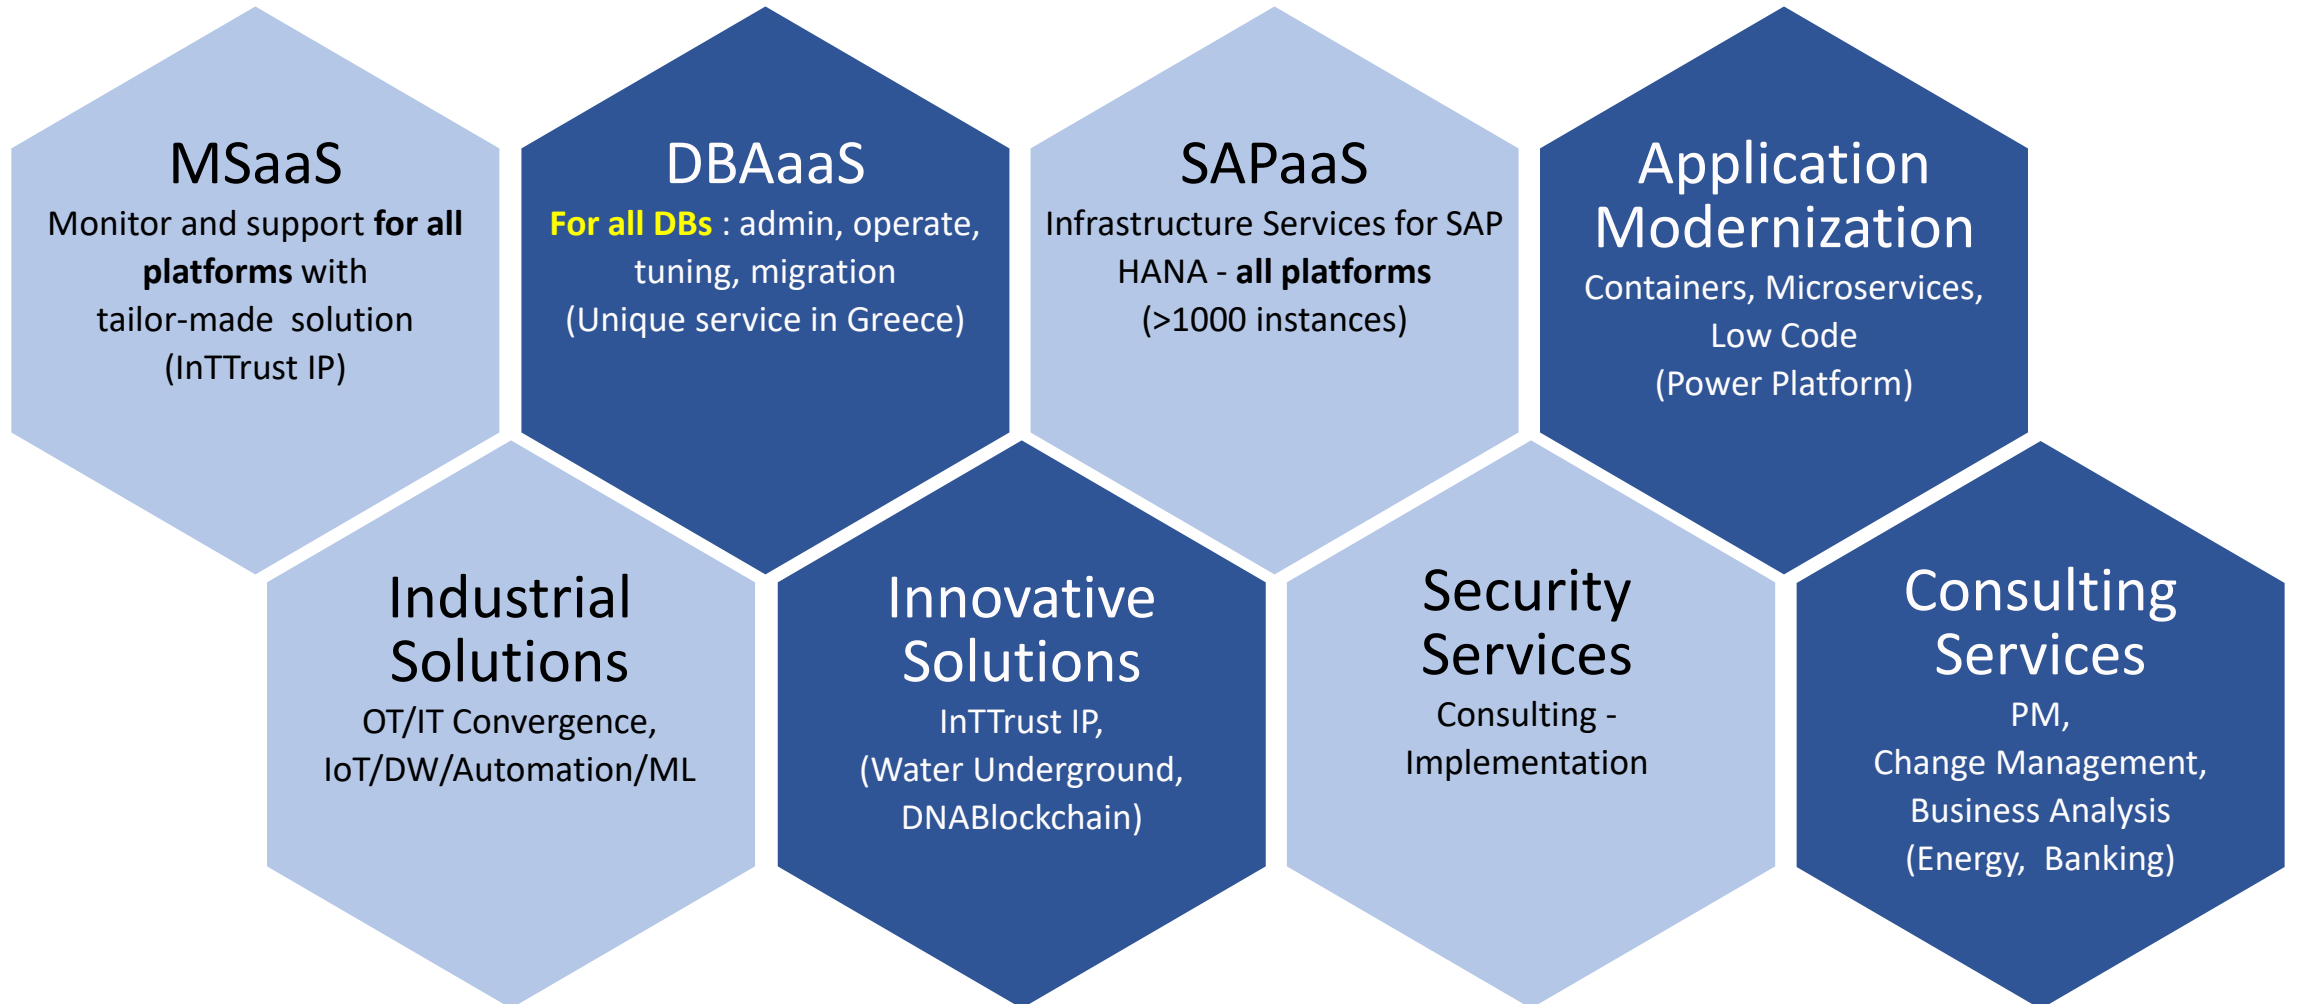 MSaaS
Monitor and support for all
platforms with
tailor-made solution
(InTTrust IP)
DBAaaS
For all DBs : admin, operate,
tuning, migration
(Unique service in Greece)
SAPaaS
Infrastructure Services for SAP
HANA - all platforms
(>1000 instances)
Application
Modernization
Containers, Microservices,
Low Code
(Power Platform)
Industrial
Solutions
OT/IT Convergence,
IoT/DW/Automation/ML
Innovative
Solutions
InTTrust IP,
(Water Underground,
DNABlockchain)
Security
Services
Consulting -
Implementation
Consulting
Services
PM,
Change Management,
Business Analysis
(Energy, Banking)